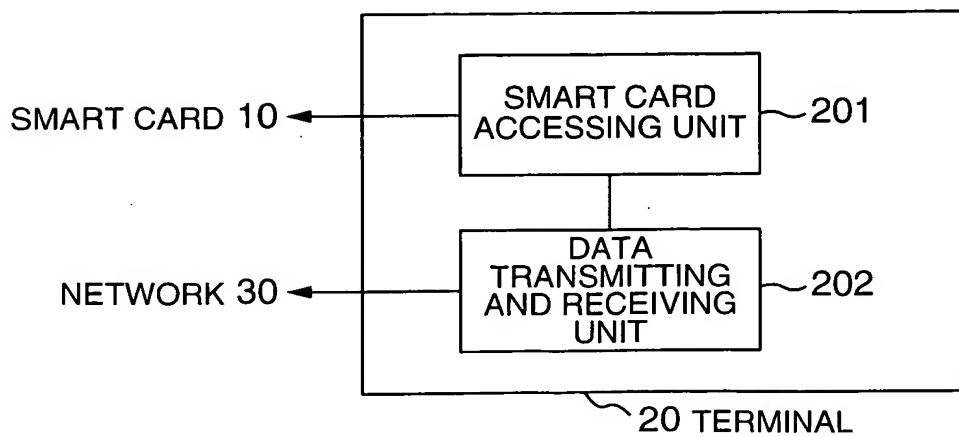 SMART CARD
ACCESSING UNIT
201
SMART CARD 10
DATA
TRANSMITTING
AND RECEIVING
UNIT
202
NETWORK 30
20 TERMINAL